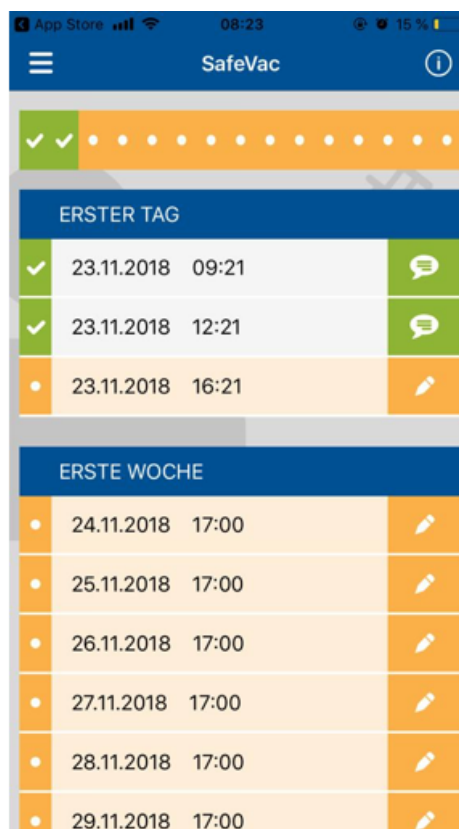 App Store 08:23 15 %
SafeVac
ERSTER TAG
23.11.2018 09:21
23.11.2018 12:21
23.11.2018 16:21
ERSTE WOCHE
24.11.2018 17:00
25.11.2018 17:00
26.11.2018 17:00
27.11.2018 17:00
28.11.2018 17:00
29.11.2018 17:00